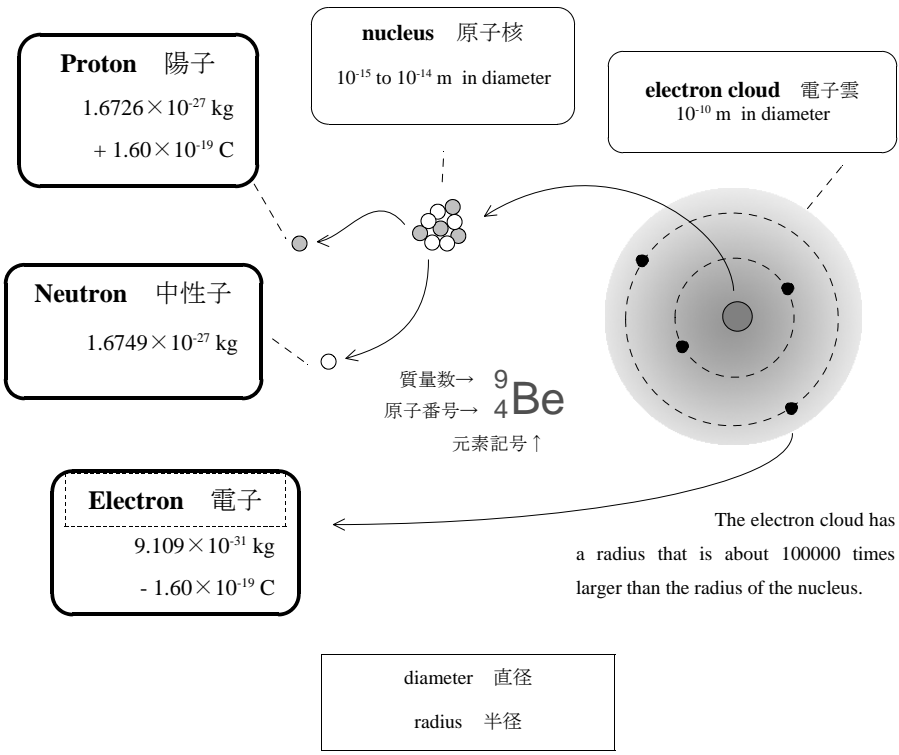 Proton　陽子
1.6726×10⁻²⁷ kg
+ 1.60×10⁻¹⁹ C
nucleus　原子核
10⁻¹⁵ to 10⁻¹⁴ m in diameter
electron cloud　電子雲
10⁻¹⁰ m in diameter
Neutron　中性子
1.6749×10⁻²⁷ kg
質量数→ 9
原子番号→ 4 Be
元素記号↑
Electron　電子
9.109×10⁻³¹ kg
- 1.60×10⁻¹⁹ C
The electron cloud has
a radius that is about 100000 times
larger than the radius of the nucleus.
diameter　直径
radius　半径